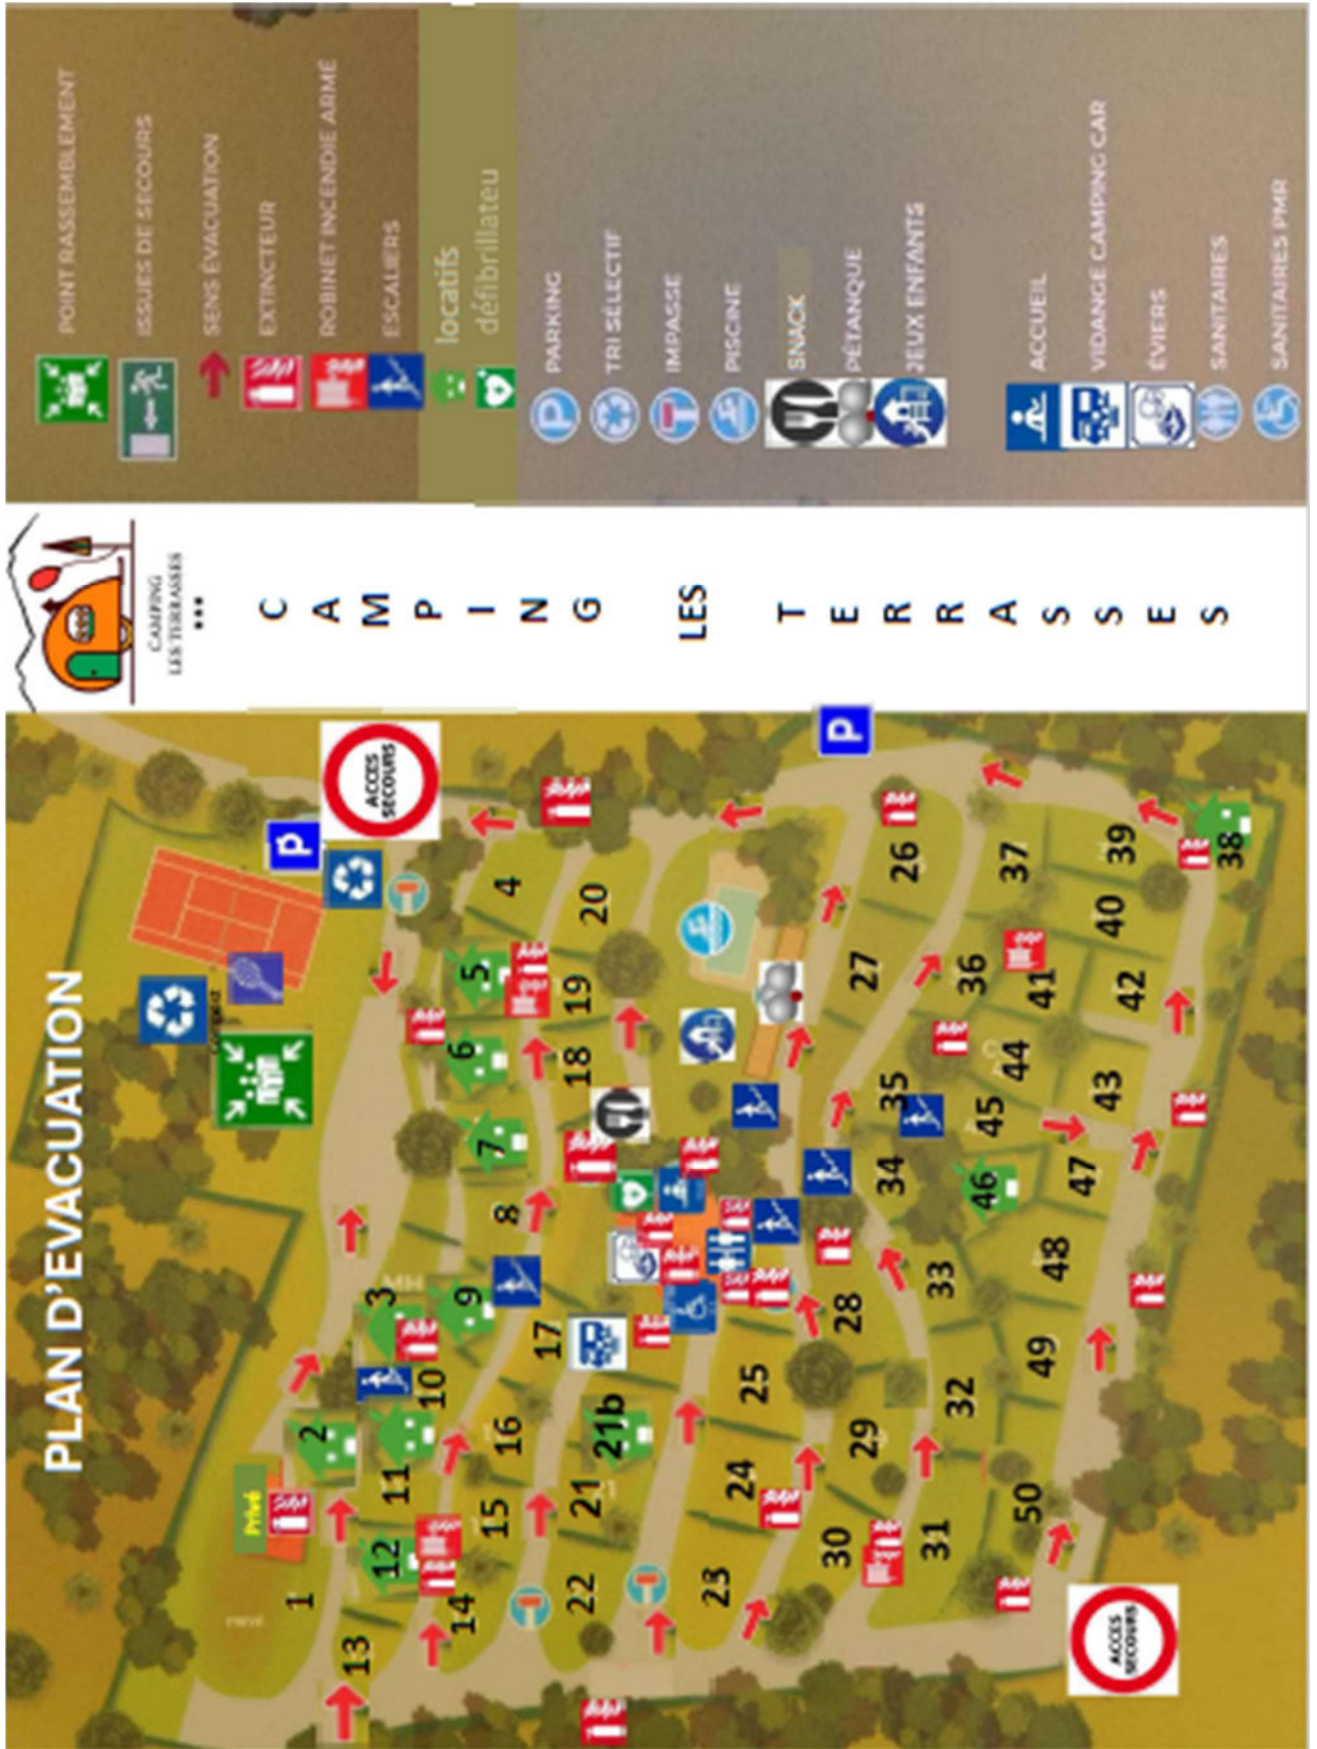 PLAN D'EVACUATION
ACCES
SECOURS
P
P
Privé
PRIVÉ
Compost
MH
1
2
3
4
5
6
7
8
9
10
11
12
13
14
15
16
17
18
19
20
21
21b
22
23
24
25
26
27
28
29
30
31
32
33
34
35
36
37
38
39
40
41
42
43
44
45
46
47
48
49
50
ACCES
SECOURS
CAMPING
LES TERRASSES
C
A
M
P
I
N
G
LES
T
E
R
R
A
S
S
E
S
POINT RASSEMBLEMENT
ISSUES DE SECOURS
SENS ÉVACUATION
EXTINCTEUR
ROBINET INCENDIE ARMÉ
ESCALIERS
locatifs
défibrillateu
P PARKING
TRI SÉLECTIF
IMPASSE
PISCINE
SNACK
PÉTANQUE
JEUX ENFANTS
ACCUEIL
VIDANGE CAMPING CAR
ÉVIERS
SANITAIRES
SANITAIRES PMR